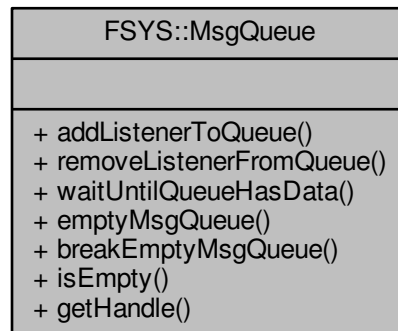 FSYS::MsgQueue
+ addListenerToQueue()
+ removeListenerFromQueue()
+ waitUntilQueueHasData()
+ emptyMsgQueue()
+ breakEmptyMsgQueue()
+ isEmpty()
+ getHandle()